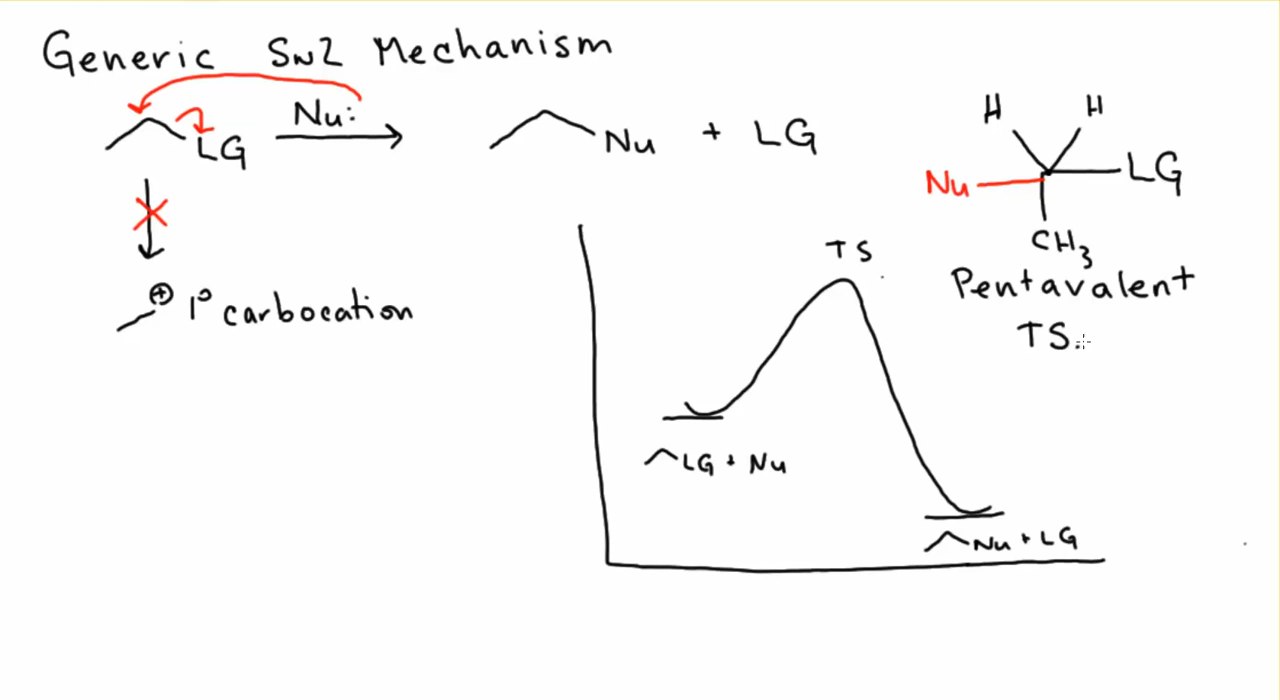 Generic SN2 Mechanism
LG Nu: Nu + LG
H H
Nu LG
CH3
Pentavalent
TS.
⊕ 1° carbocation
TS
LG + Nu
Nu + LG